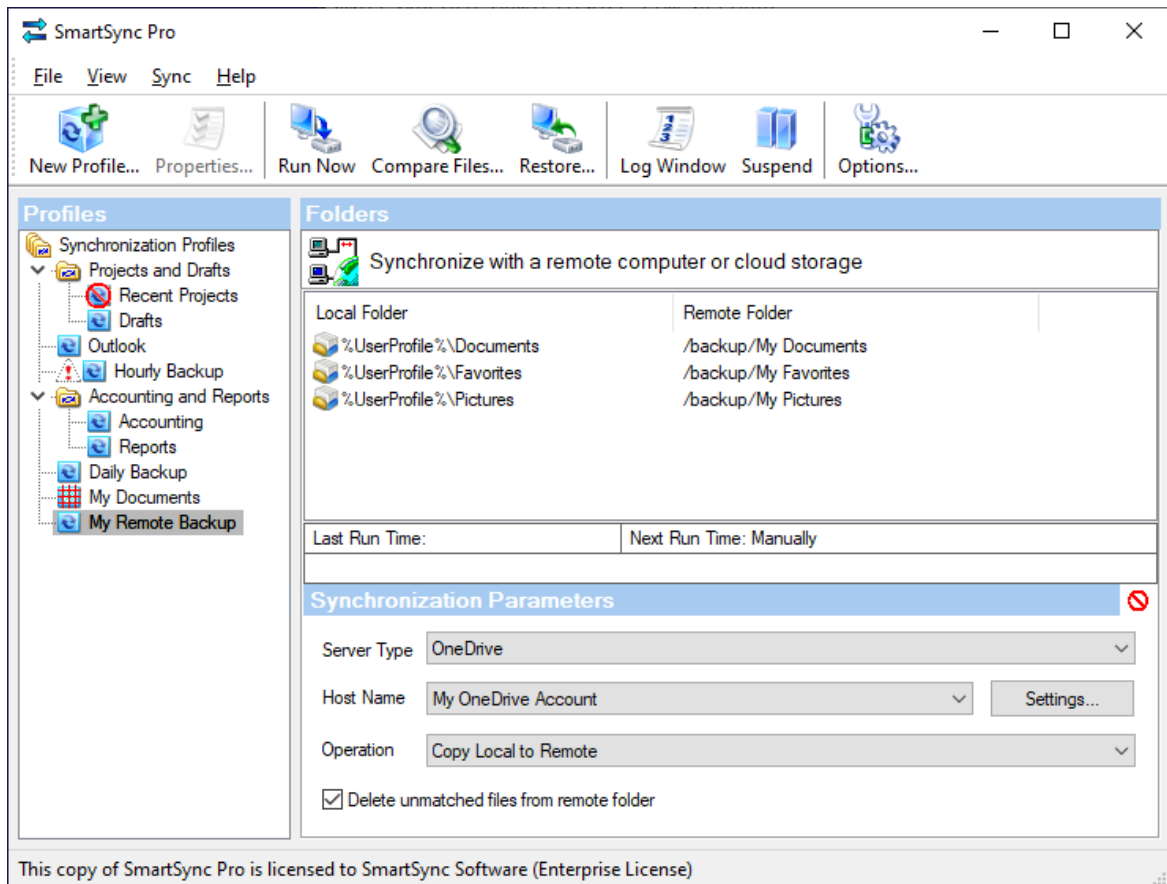 SmartSync Pro
File View Sync Help
New Profile... Properties... Run Now Compare Files... Restore... Log Window Suspend Options...
Profiles
Synchronization Profiles
Projects and Drafts
Recent Projects
Drafts
Outlook
Hourly Backup
Accounting and Reports
Accounting
Reports
Daily Backup
My Documents
My Remote Backup
Folders
Synchronize with a remote computer or cloud storage
Local Folder Remote Folder
%UserProfile%\Documents /backup/My Documents
%UserProfile%\Favorites /backup/My Favorites
%UserProfile%\Pictures /backup/My Pictures
Last Run Time: Next Run Time: Manually
Synchronization Parameters
Server Type OneDrive
Host Name My OneDrive Account Settings...
Operation Copy Local to Remote
Delete unmatched files from remote folder
This copy of SmartSync Pro is licensed to SmartSync Software (Enterprise License)